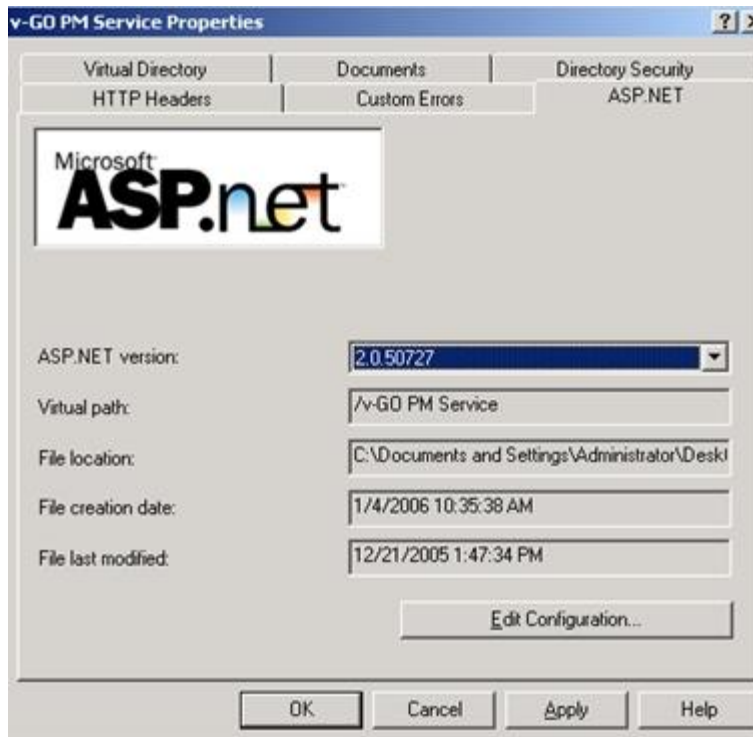 v-GO PM Service Properties
Virtual Directory Documents Directory Security
HTTP Headers Custom Errors ASP.NET
Microsoft
ASP.net
ASP.NET version: 2.0.50727
Virtual path: /v-GO PM Service
File location: C:\Documents and Settings\Administrator\Deskt
File creation date: 1/4/2006 10:35:38 AM
File last modified: 12/21/2005 1:47:34 PM
Edit Configuration...
OK Cancel Apply Help